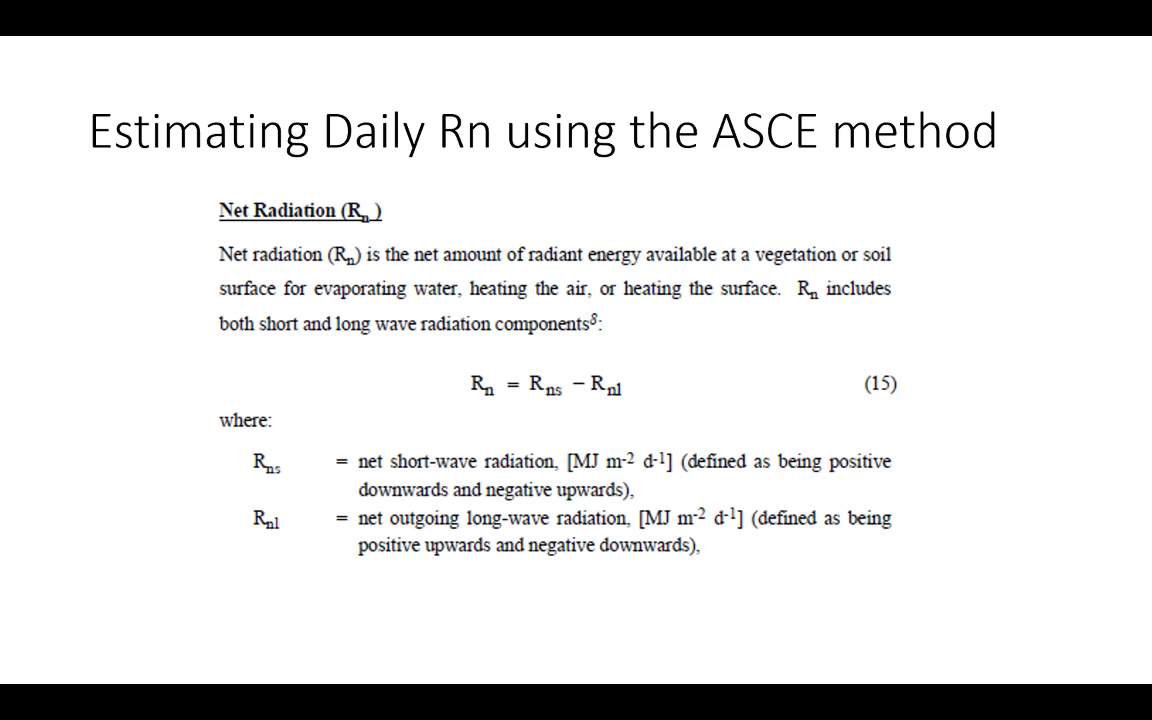 Estimating Daily Rn using the ASCE method
Net Radiation (Rn )
Net radiation (Rn) is the net amount of radiant energy available at a vegetation or soil
surface for evaporating water, heating the air, or heating the surface. Rn includes
both short and long wave radiation components8:
Rn = Rns − Rnl (15)
where:
Rns = net short-wave radiation, [MJ m-2 d-1] (defined as being positive
downwards and negative upwards),
Rnl = net outgoing long-wave radiation, [MJ m-2 d-1] (defined as being
positive upwards and negative downwards),